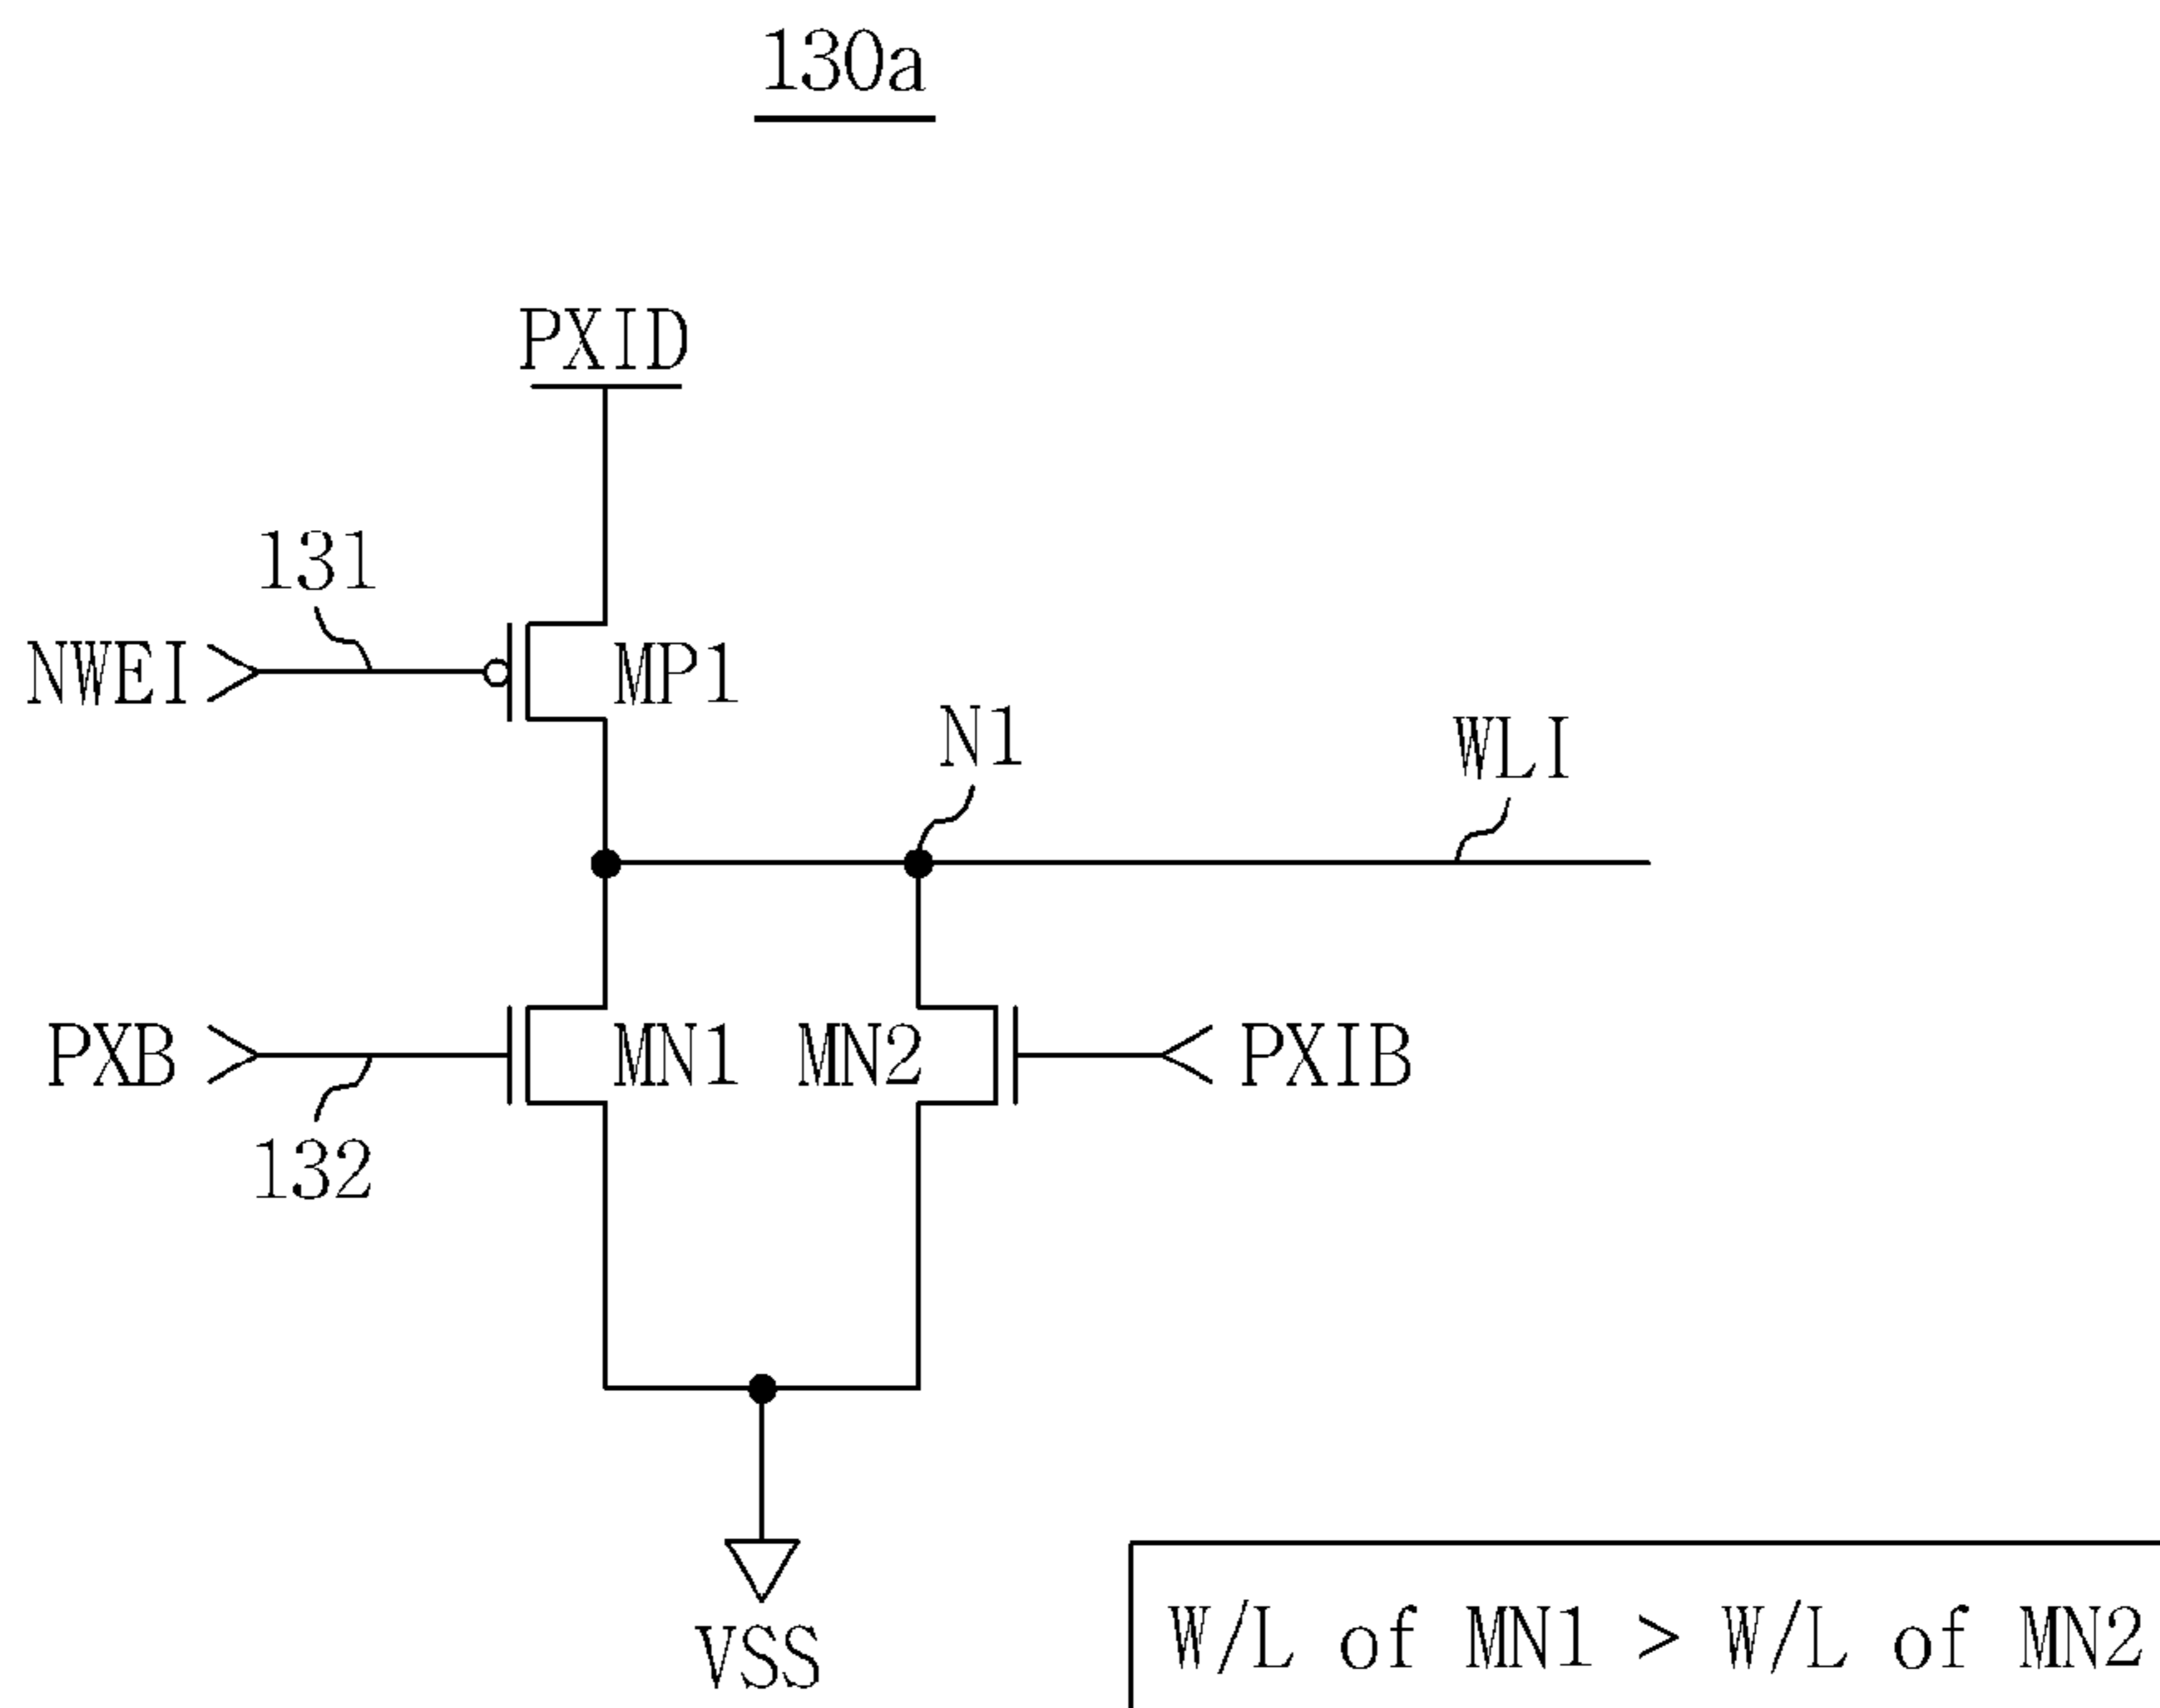 130a
PXID
131
NWEI
MP1
N1
WLI
PXB
MN1
MN2
PXIB
132
VSS
W/L of MN1 > W/L of MN2